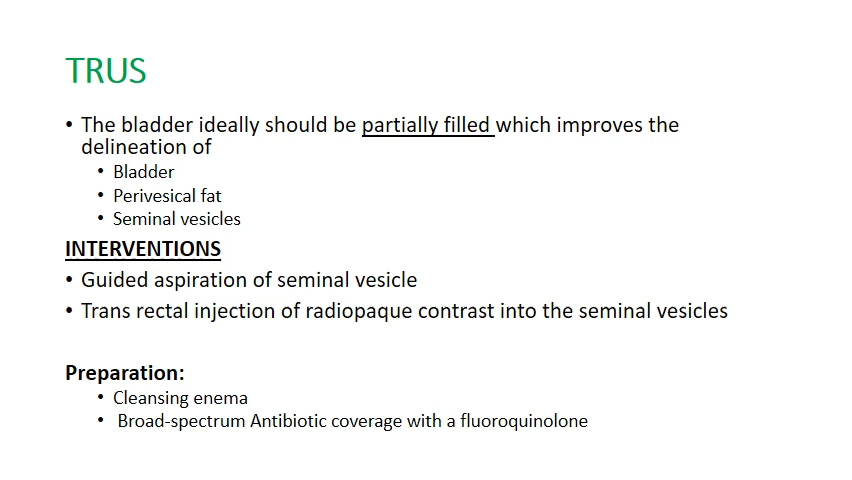 TRUS
• The bladder ideally should be partially filled which improves the
delineation of
• Bladder
• Perivesical fat
• Seminal vesicles
INTERVENTIONS
• Guided aspiration of seminal vesicle
• Trans rectal injection of radiopaque contrast into the seminal vesicles
Preparation:
• Cleansing enema
• Broad-spectrum Antibiotic coverage with a fluoroquinolone